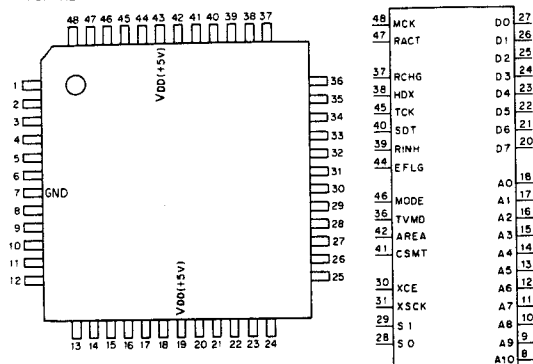 48 47 46 45 44 43 42 41 40 39 38 37
VDD(+5V)
1
2
3
4
5
6
7 GND
8
9
10
11
12
36
35
34
33
32
31
30
29
28
27
26
25
VDD(+5V)
13 14 15 16 17 18 19 20 21 22 23 24
48 MCK
47 RACT
37 RCHG
38 HDX
45 TCK
40 SDT
39 RINH
44 EFLG
46 MODE
36 TVMD
42 AREA
41 CSMT
30 XCE
31 XSCK
29 SI
28 SO
D0 27
D1 26
D2 25
D3 24
D4 23
D5 22
D6 21
D7 20
A0 18
A1 17
A2 16
A3 15
A4 14
A5 13
A6 12
A7 11
A8 10
A9 9
A10 8